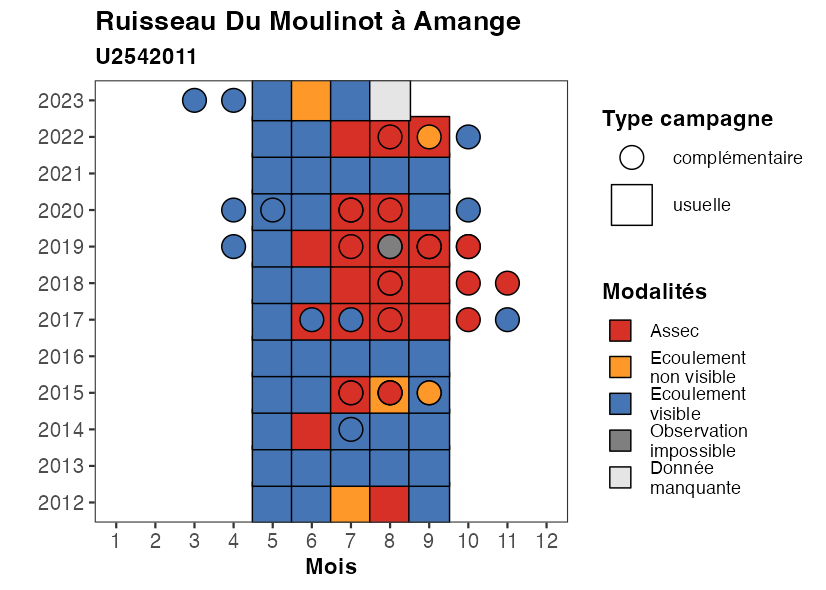 Ruisseau Du Moulinot à Amange
U2542011
2023
2022
2021
2020
2019
2018
2017
2016
2015
2014
2013
2012
1 2 3 4 5 6 7 8 9 10 11 12
Mois
Type campagne
complémentaire
usuelle
Modalités
Assec
Ecoulement
non visible
Ecoulement
visible
Observation
impossible
Donnée
manquante